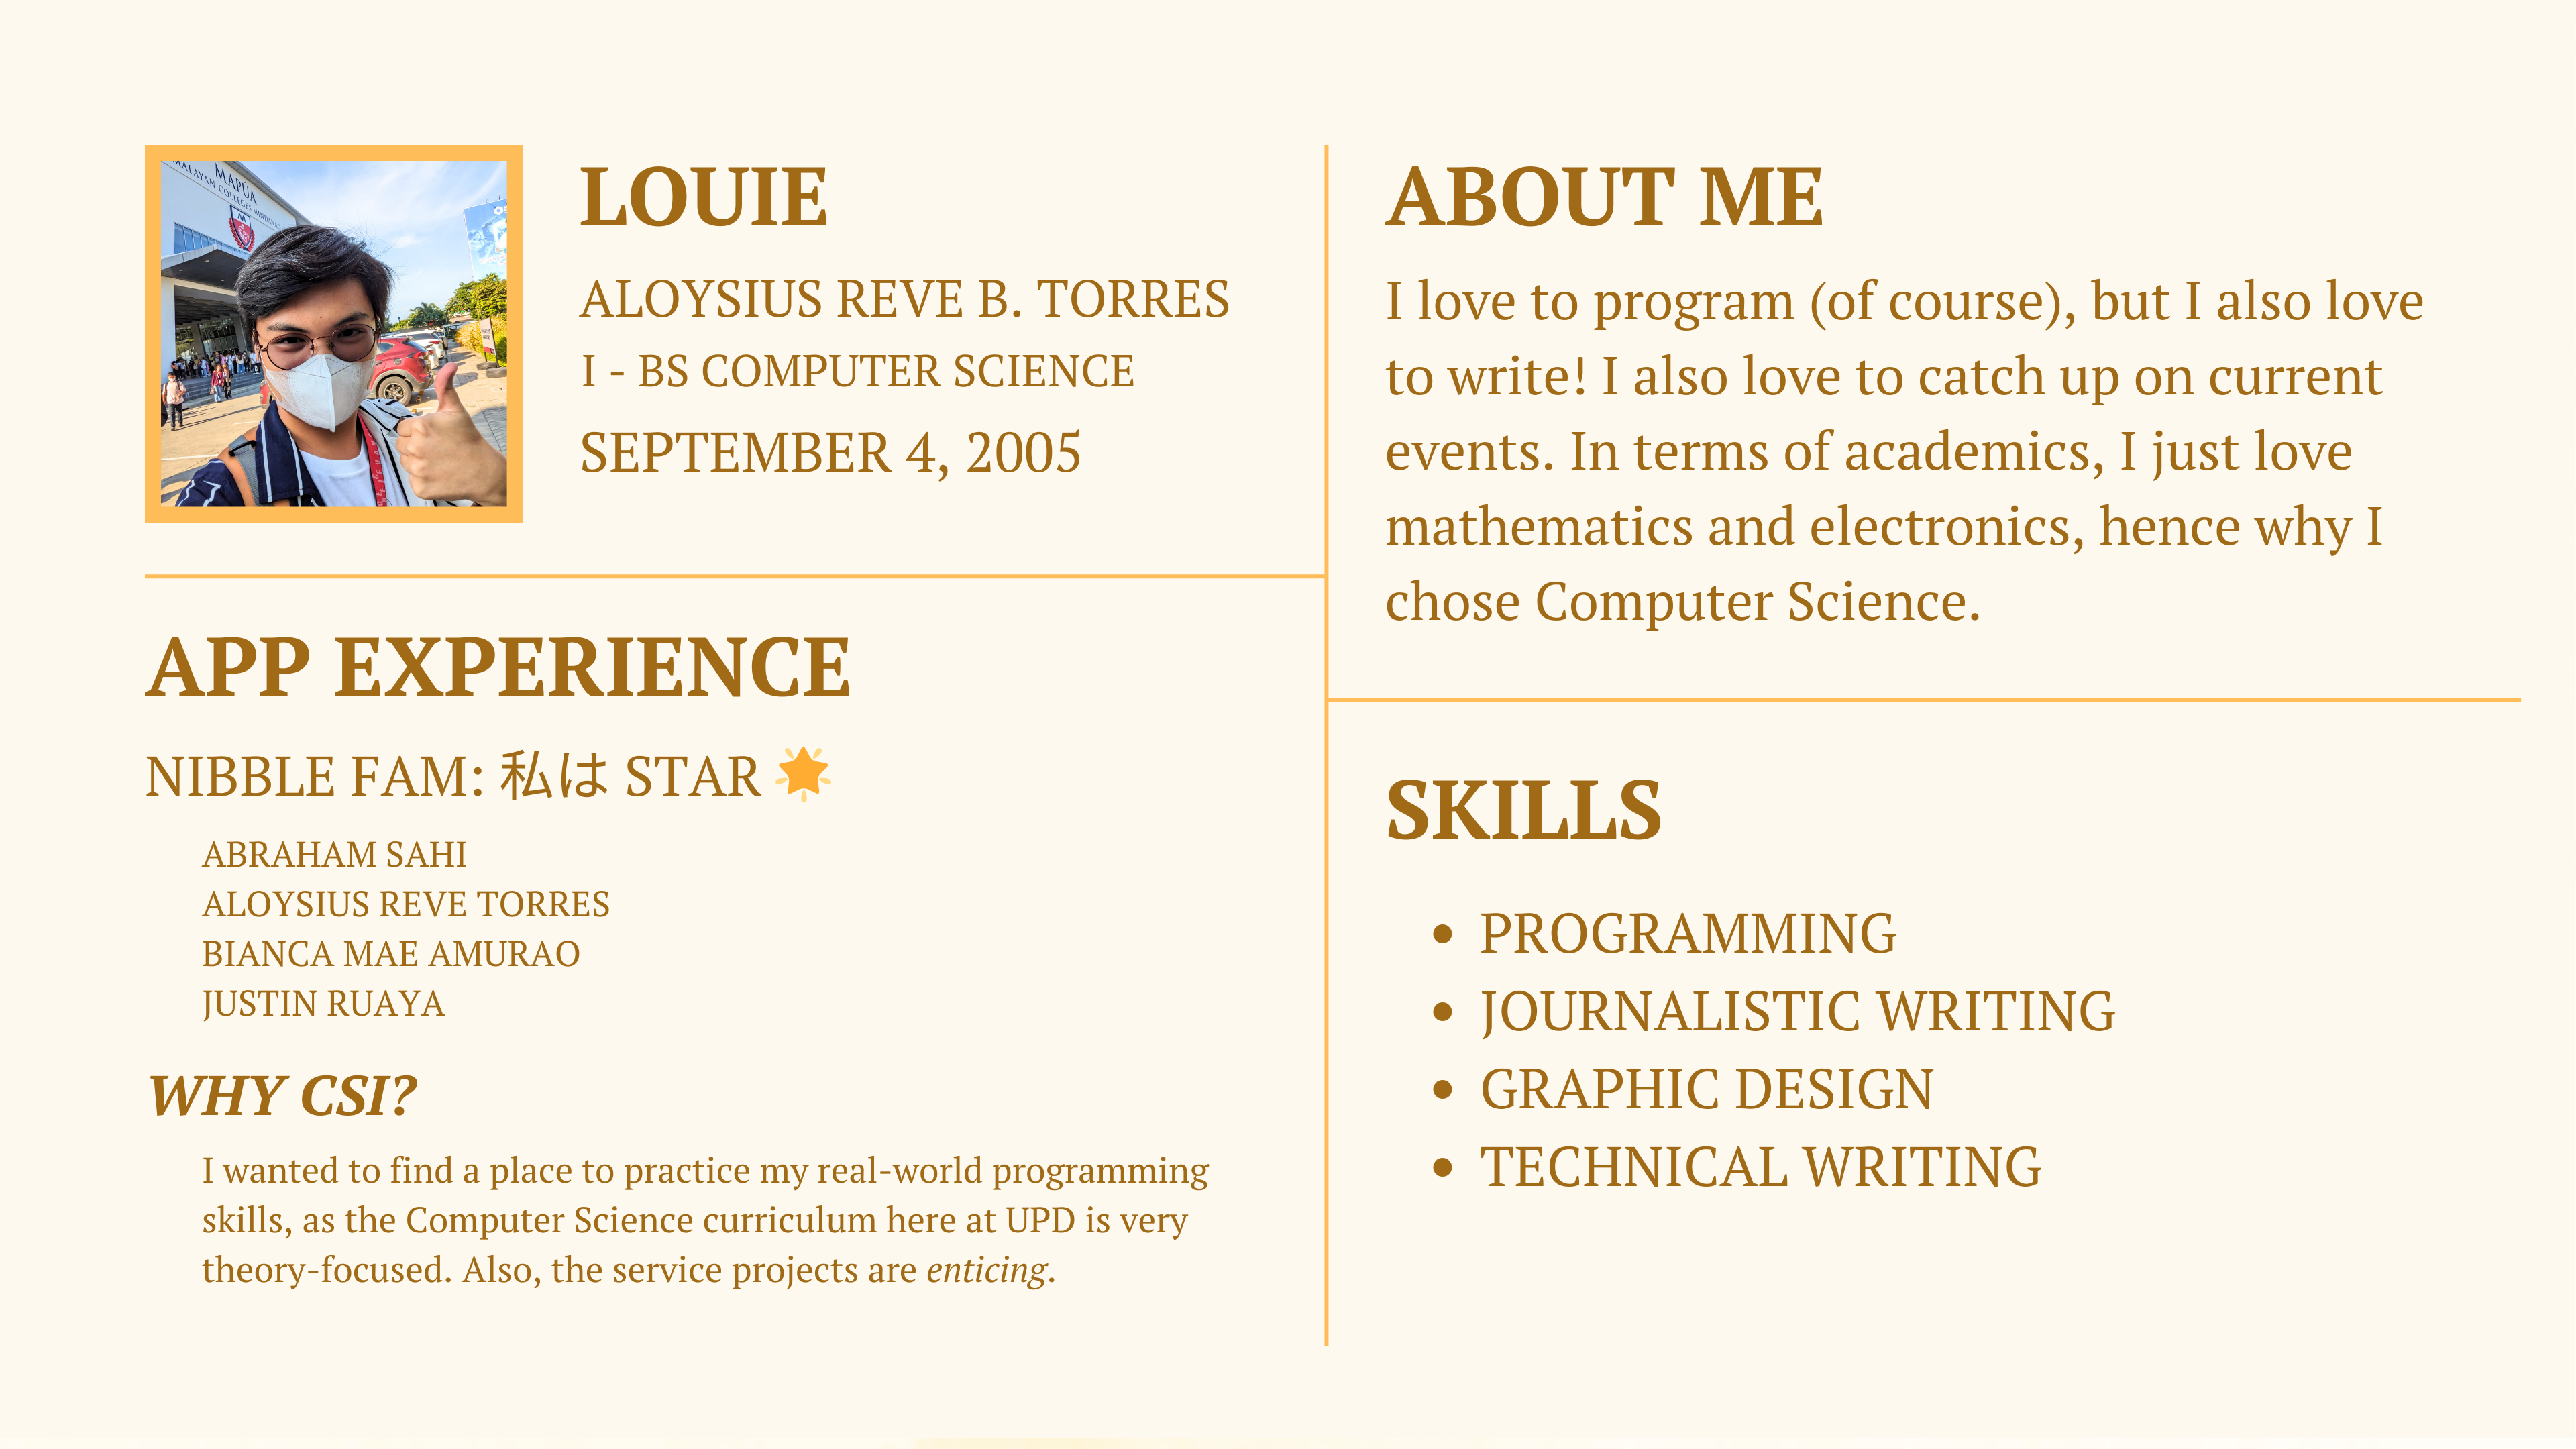 MAPÚA
MALAYAN COLLEGES MINDANAO
LOUIE
ALOYSIUS REVE B. TORRES
I - BS COMPUTER SCIENCE
SEPTEMBER 4, 2005
APP EXPERIENCE
NIBBLE FAM: 私は STAR 🌟
ABRAHAM SAHI
ALOYSIUS REVE TORRES
BIANCA MAE AMURAO
JUSTIN RUAYA
WHY CSI?
I wanted to find a place to practice my real-world programming
skills, as the Computer Science curriculum here at UPD is very
theory-focused. Also, the service projects are enticing.
ABOUT ME
I love to program (of course), but I also love
to write! I also love to catch up on current
events. In terms of academics, I just love
mathematics and electronics, hence why I
chose Computer Science.
SKILLS
• PROGRAMMING
• JOURNALISTIC WRITING
• GRAPHIC DESIGN
• TECHNICAL WRITING